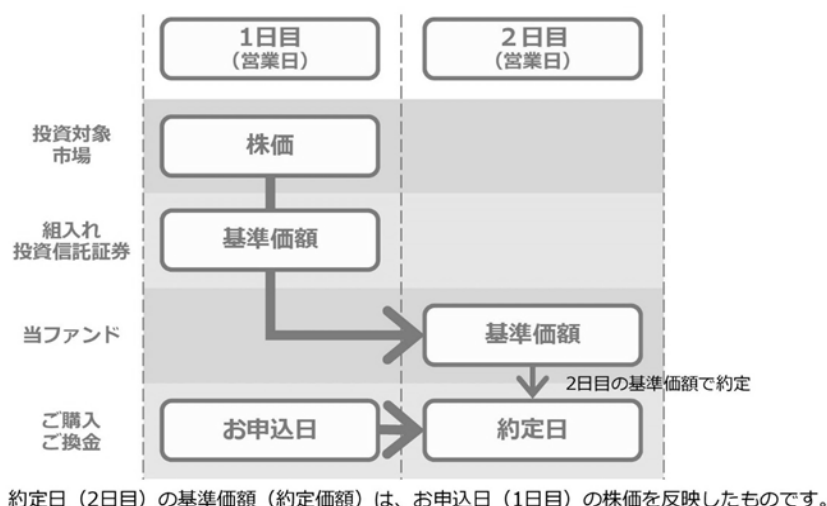 1日目
(営業日)
2日目
(営業日)
投資対象
市場
株価
組入れ
投資信託証券
基準価額
当ファンド
基準価額
2日目の基準価額で約定
ご購入
ご換金
お申込日
約定日
約定日（2日目）の基準価額（約定価額）は、お申込日（1日目）の株価を反映したものです。